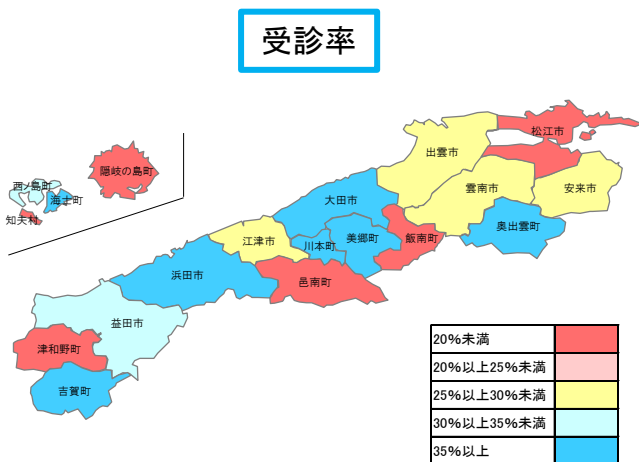 受診率
松江市
出雲市
隠岐の島町
西ノ島町
海士町
知夫村
雲南市
安来市
大田市
奥出雲町
江津市
川本町
美郷町
飯南町
浜田市
邑南町
益田市
津和野町
吉賀町
20%未満
20%以上25%未満
25%以上30%未満
30%以上35%未満
35%以上